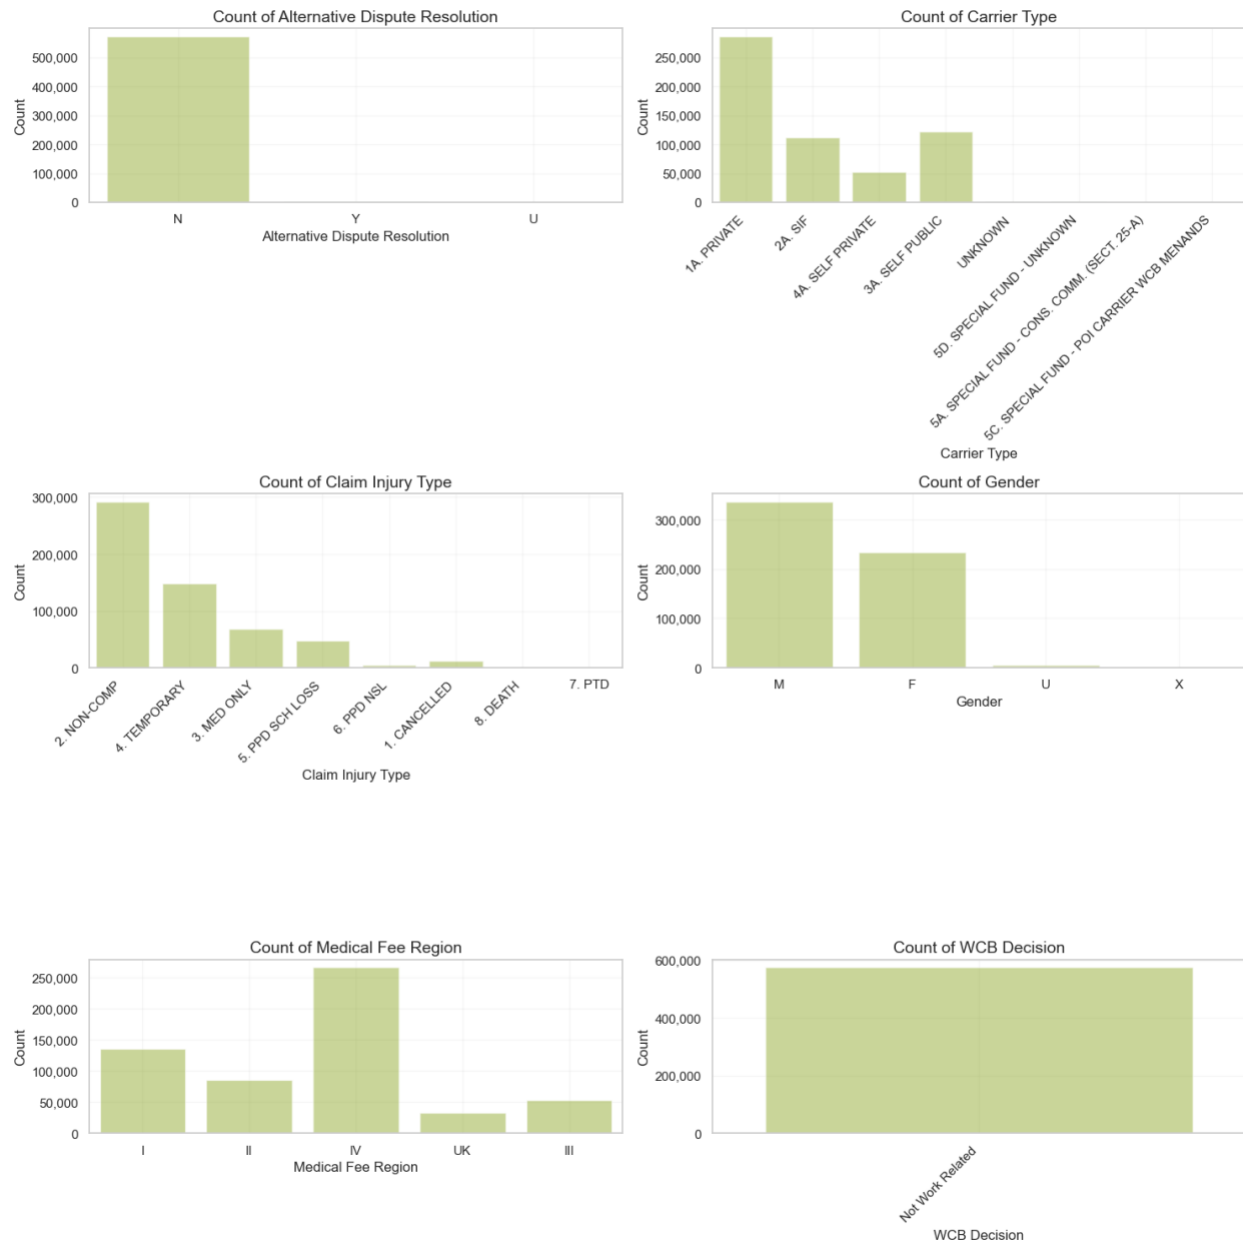 Count of Alternative Dispute Resolution
500,000
400,000
300,000
200,000
100,000
0
Count
N
Y
U
Alternative Dispute Resolution
Count of Carrier Type
250,000
200,000
150,000
100,000
50,000
0
Count
1A. PRIVATE
2A. SIF
4A. SELF PRIVATE
3A. SELF PUBLIC
UNKNOWN
5D. SPECIAL FUND - UNKNOWN
5A. SPECIAL FUND - CONS. COMM. (SECT. 25-A)
5C. SPECIAL FUND - POI CARRIER WCB MENANDS
Carrier Type
Count of Claim Injury Type
300,000
200,000
100,000
0
Count
2. NON-COMP
4. TEMPORARY
3. MED ONLY
5. PPD SCH LOSS
6. PPD NSL
1. CANCELLED
8. DEATH
7. PTD
Claim Injury Type
Count of Gender
300,000
200,000
100,000
0
Count
M
F
U
X
Gender
Count of Medical Fee Region
250,000
200,000
150,000
100,000
50,000
0
Count
I
II
IV
UK
III
Medical Fee Region
Count of WCB Decision
600,000
400,000
200,000
0
Count
Not Work Related
WCB Decision